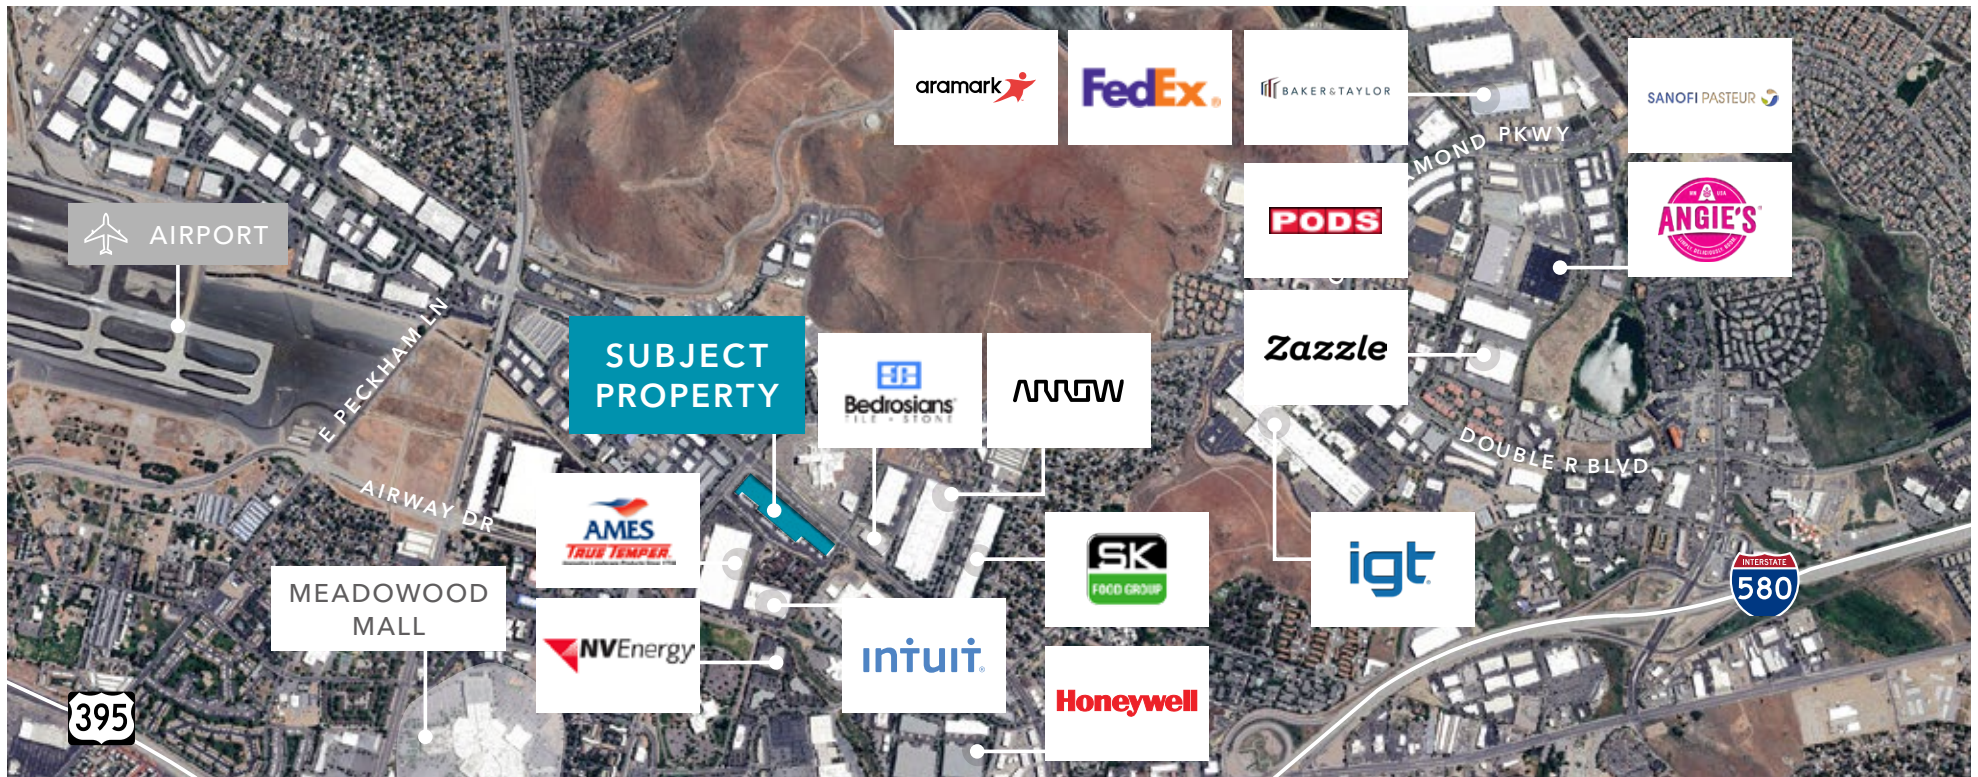 aramark
FedEx
BAKER & TAYLOR
SANOFI PASTEUR
MOND PKWY
PODS
ANGIE'S
AIRPORT
E PECKHAM LN
SUBJECT
PROPERTY
Bedrosians
TILE • STONE
ARROW
Zazzle
DOUBLE R BLVD
AIRWAY DR
AMES
TRUE TEMPER
SK
FOOD GROUP
igt
INTERSTATE
580
MEADOWOOD
MALL
NVEnergy
intuit
Honeywell
395